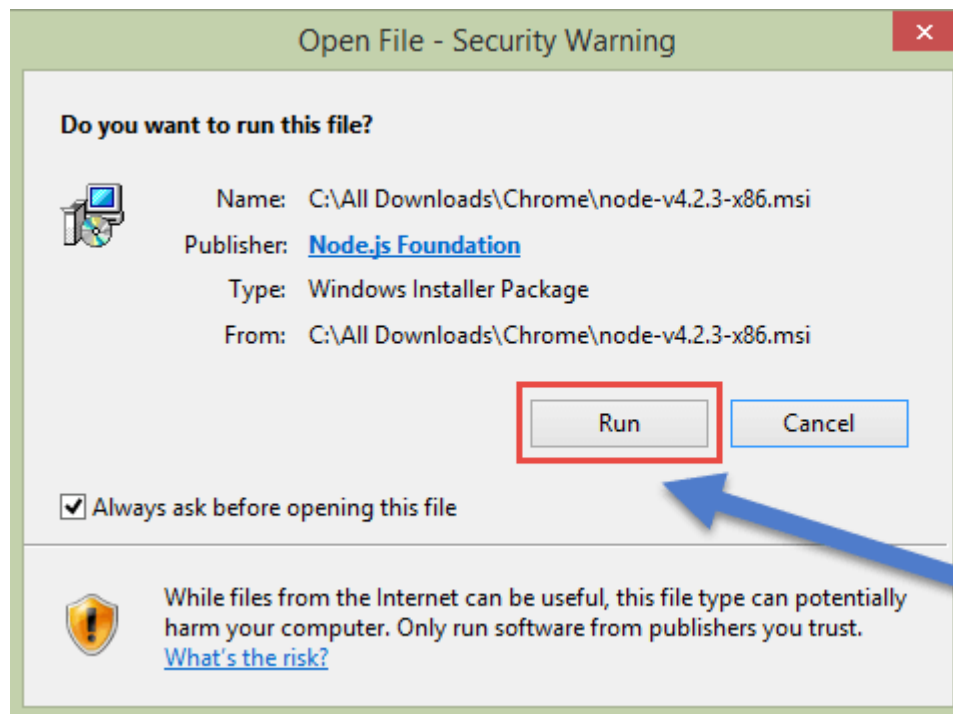 Open File - Security Warning
Do you want to run this file?
Name: C:\All Downloads\Chrome\node-v4.2.3-x86.msi
Publisher: Node.js Foundation
Type: Windows Installer Package
From: C:\All Downloads\Chrome\node-v4.2.3-x86.msi
Run Cancel
Always ask before opening this file
While files from the Internet can be useful, this file type can potentially
harm your computer. Only run software from publishers you trust.
What's the risk?